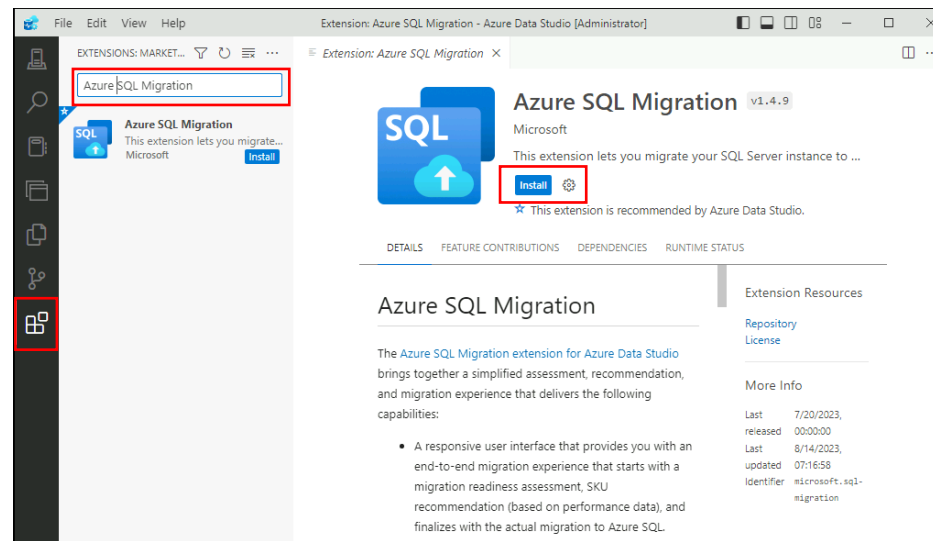 File Edit View Help
Extension: Azure SQL Migration - Azure Data Studio [Administrator]
EXTENSIONS: MARKET...
Azure SQL Migration
SQL
Azure SQL Migration
This extension lets you migrate...
Microsoft
Install
Extension: Azure SQL Migration
SQL
Azure SQL Migration v1.4.9
Microsoft
This extension lets you migrate your SQL Server instance to ...
Install
This extension is recommended by Azure Data Studio.
DETAILS FEATURE CONTRIBUTIONS DEPENDENCIES RUNTIME STATUS
Azure SQL Migration
The Azure SQL Migration extension for Azure Data Studio
brings together a simplified assessment, recommendation,
and migration experience that delivers the following
capabilities:
• A responsive user interface that provides you with an
end-to-end migration experience that starts with a
migration readiness assessment, SKU
recommendation (based on performance data), and
finalizes with the actual migration to Azure SQL.
Extension Resources
Repository
License
More Info
Last 7/20/2023,
released 00:00:00
Last 8/14/2023,
updated 07:16:58
Identifier microsoft.sql-
migration